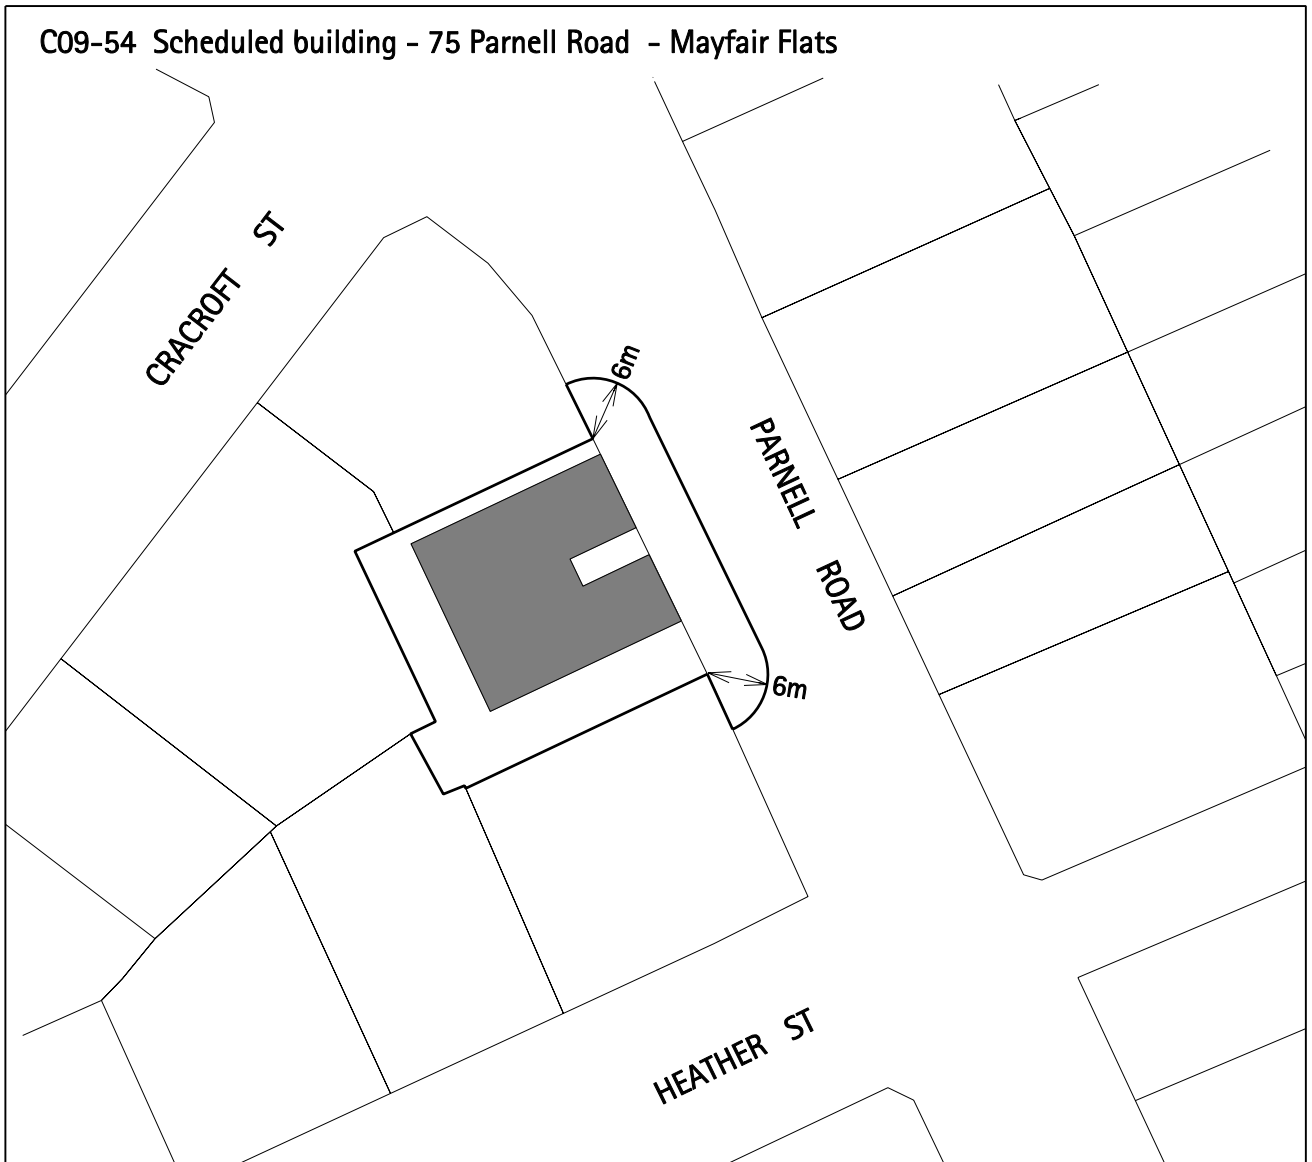 C09-54 Scheduled building - 75 Parnell Road - Mayfair Flats
CRACROFT ST
6m
PARNELL ROAD
6m
HEATHER ST